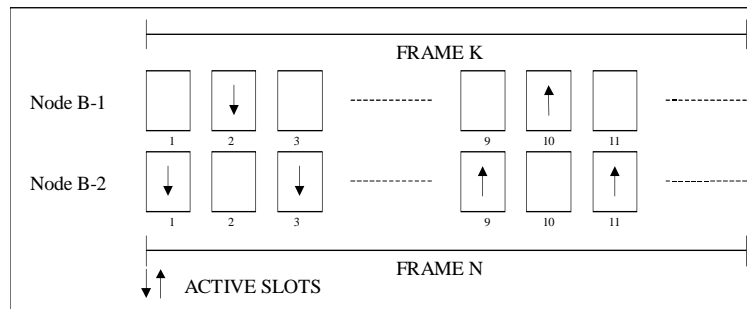 FRAME K
Node B-1
1 2 3 9 10 11
Node B-2
1 2 3 9 10 11
FRAME N
ACTIVE SLOTS